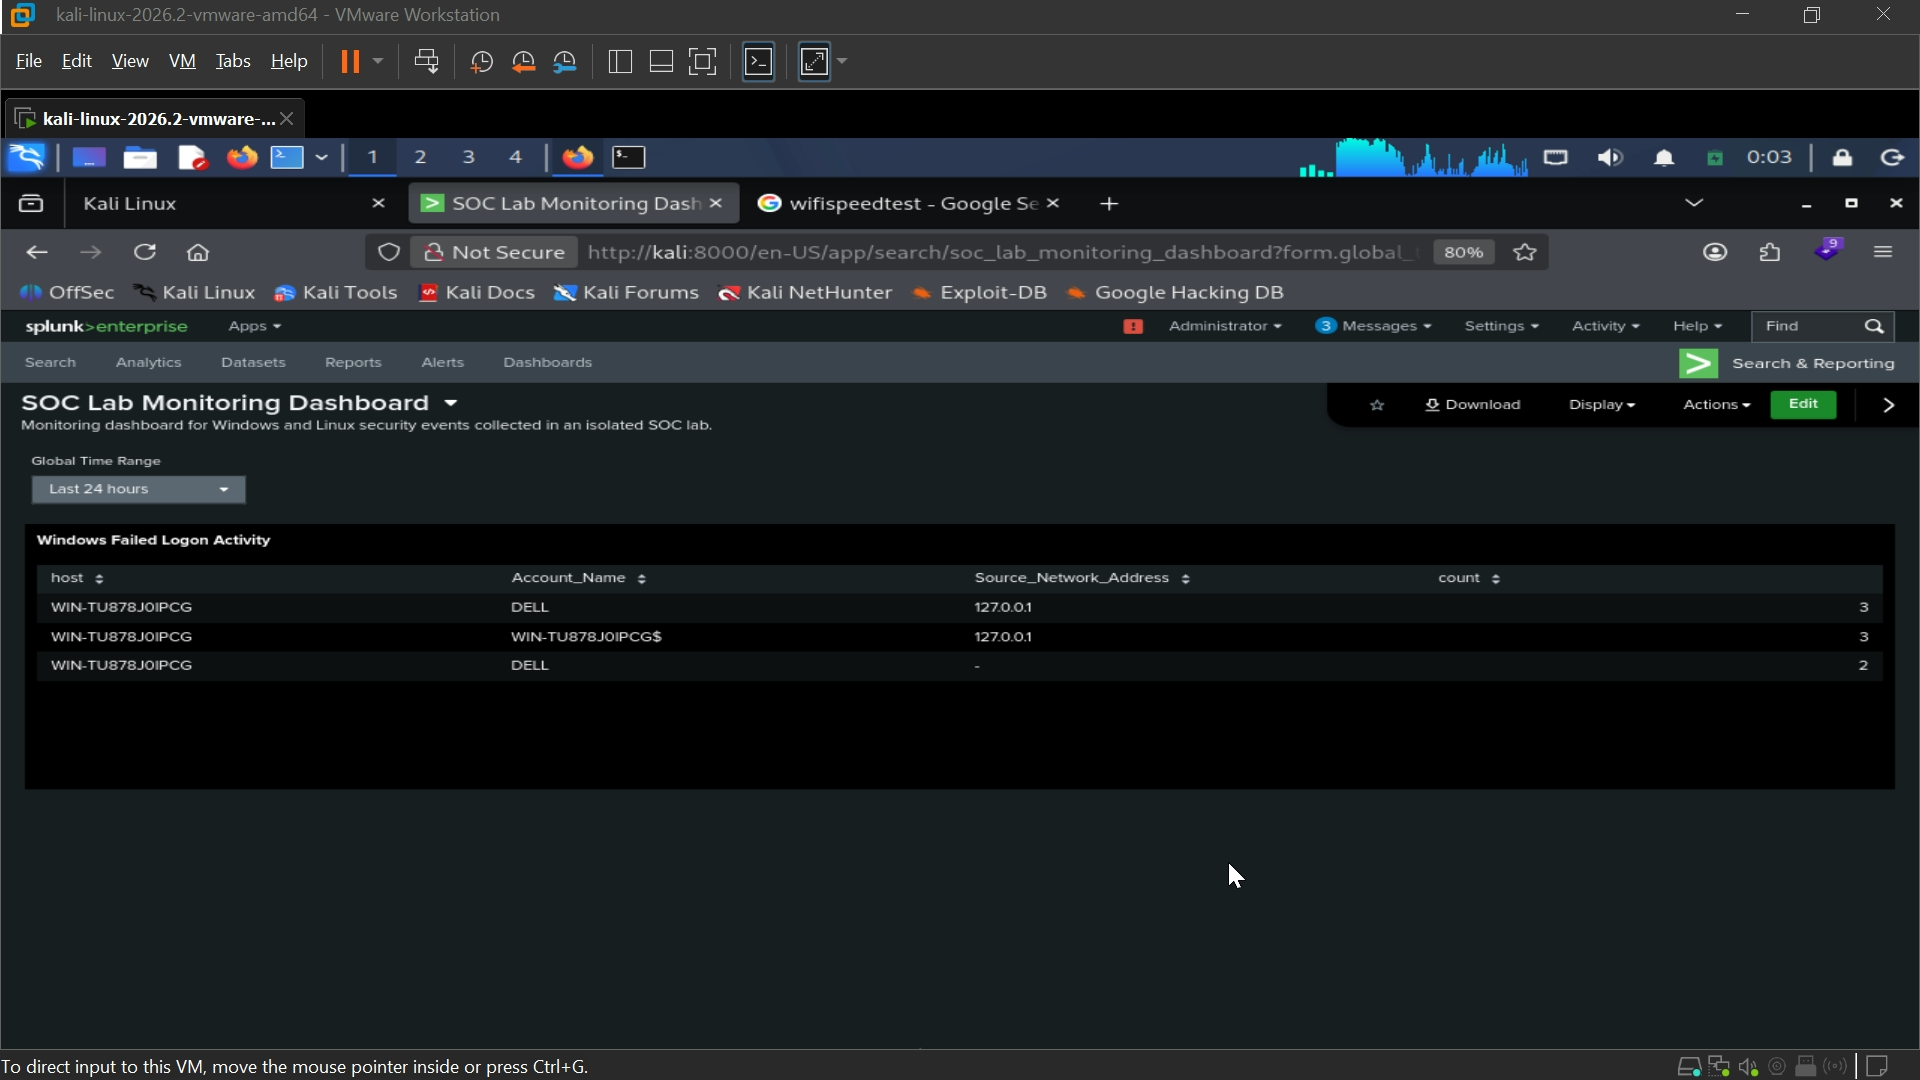 kali-linux-2026.2-vmware-amd64 - VMware Workstation
File Edit View VM Tabs Help
kali-linux-2026.2-vmware-...
1 2 3 4 0:03
Kali Linux SOC Lab Monitoring Dash wifispeedtest - Google Se
Not Secure http://kali:8000/en-US/app/search/soc_lab_monitoring_dashboard?form.global_ 80% 9
OffSec Kali Linux Kali Tools Kali Docs Kali Forums Kali NetHunter Exploit-DB Google Hacking DB
splunk>enterprise Apps ! Administrator 3 Messages Settings Activity Help Find
Search Analytics Datasets Reports Alerts Dashboards > Search & Reporting
SOC Lab Monitoring Dashboard Download Display Actions Edit
Monitoring dashboard for Windows and Linux security events collected in an isolated SOC lab.
Global Time Range
Last 24 hours
Windows Failed Logon Activity
host Account_Name Source_Network_Address count
WIN-TU878J0IPCG DELL 127.0.0.1 3
WIN-TU878J0IPCG WIN-TU878J0IPCG$ 127.0.0.1 3
WIN-TU878J0IPCG DELL - 2
To direct input to this VM, move the mouse pointer inside or press Ctrl+G.